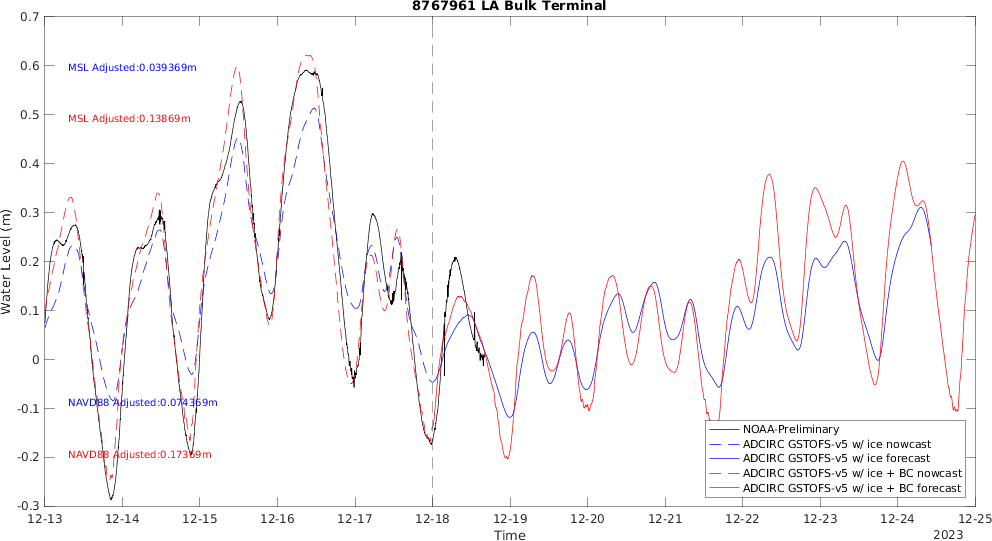 8767961 LA Bulk Terminal
0.7
0.6
0.5
0.4
0.3
0.2
0.1
0
-0.1
-0.2
-0.3
Water Level (m)
MSL Adjusted:0.039369m
MSL Adjusted:0.13869m
NAVD88 Adjusted:0.074369m
NAVD88 Adjusted:0.17369m
NOAA-Preliminary
ADCIRC GSTOFS-v5 w/ ice nowcast
ADCIRC GSTOFS-v5 w/ ice forecast
ADCIRC GSTOFS-v5 w/ ice + BC nowcast
ADCIRC GSTOFS-v5 w/ ice + BC forecast
12-13 12-14 12-15 12-16 12-17 12-18 12-19 12-20 12-21 12-22 12-23 12-24 12-25
Time
2023